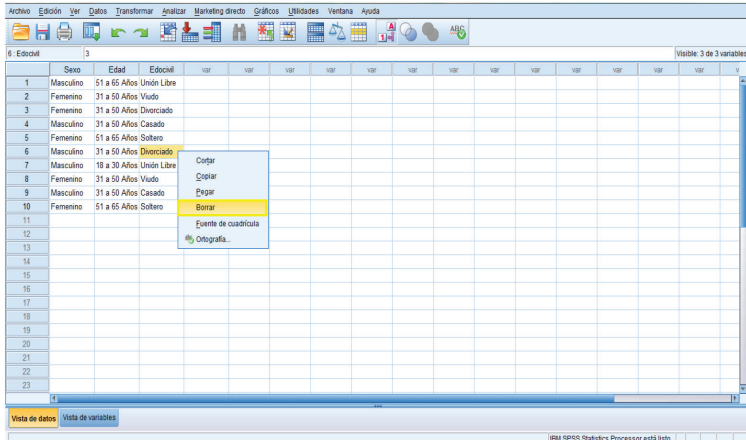 Archivo Edición Ver Datos Transformar Analizar Marketing directo Gráficos Utilidades Ventana Ayuda
6 : Edocivil 3 Visible: 3 de 3 variables
Sexo Edad Edocivil var var var var var var var var var var var v
1 Masculino 51 a 65 Años Unión Libre
2 Femenino 31 a 50 Años Viudo
3 Femenino 31 a 50 Años Divorciado
4 Masculino 31 a 50 Años Casado
5 Femenino 51 a 65 Años Soltero
6 Masculino 31 a 50 Años Divorciado
7 Masculino 18 a 30 Años Unión Libre
8 Femenino 31 a 50 Años Viudo
9 Masculino 31 a 50 Años Casado
10 Femenino 51 a 65 Años Soltero
11
12
13
14
15
16
17
18
19
20
21
22
23
Cortar
Copiar
Pegar
Borrar
Fuente de cuadrícula
Ortografía...
Vista de datos Vista de variables
IBM SPSS Statistics Processor está listo